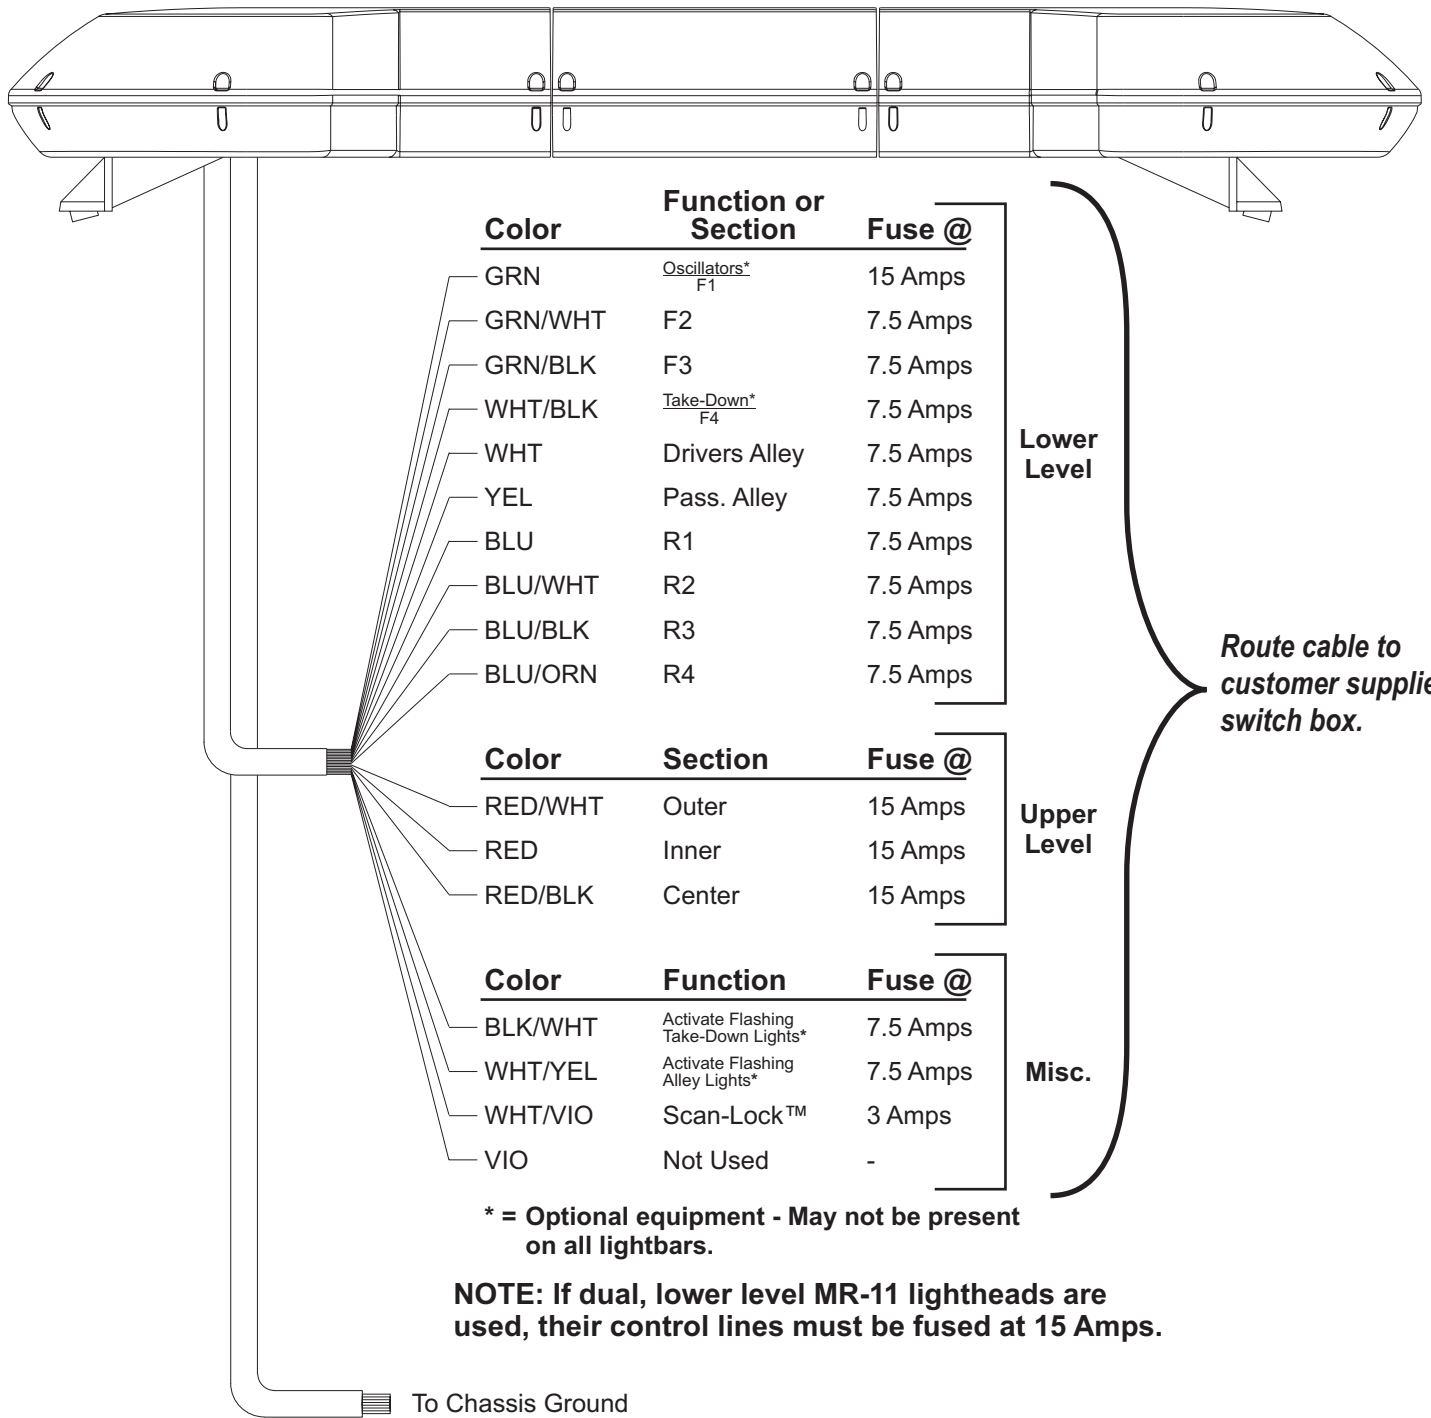 Color Function or Section Fuse @
GRN Oscillators* F1 15 Amps
GRN/WHT F2 7.5 Amps
GRN/BLK F3 7.5 Amps
WHT/BLK Take-Down* F4 7.5 Amps
WHT Drivers Alley 7.5 Amps
YEL Pass. Alley 7.5 Amps
BLU R1 7.5 Amps
BLU/WHT R2 7.5 Amps
BLU/BLK R3 7.5 Amps
BLU/ORN R4 7.5 Amps
Lower
Level
Color Section Fuse @
RED/WHT Outer 15 Amps
RED Inner 15 Amps
RED/BLK Center 15 Amps
Upper
Level
Color Function Fuse @
BLK/WHT Activate Flashing Take-Down Lights* 7.5 Amps
WHT/YEL Activate Flashing Alley Lights* 7.5 Amps
WHT/VIO Scan-Lock™ 3 Amps
VIO Not Used -
Misc.
Route cable to
customer supplie
switch box.
* = Optional equipment - May not be present
on all lightbars.
NOTE: If dual, lower level MR-11 lightheads are
used, their control lines must be fused at 15 Amps.
To Chassis Ground